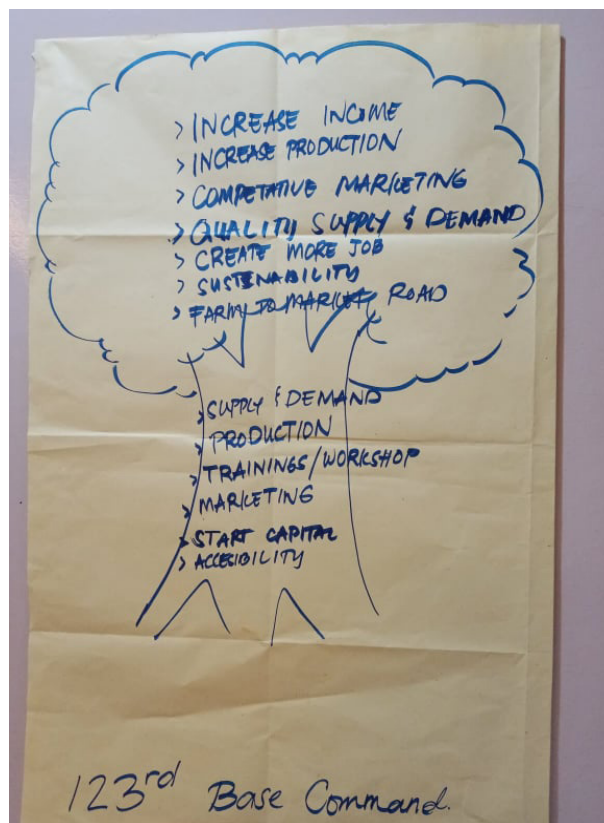 > INCREASE INCOME
> INCREASE PRODUCTION
> COMPETATIVE MARKETING
> QUALITY SUPPLY & DEMAND
> CREATE MORE JOB
> SUSTENABILITY
> FARM TO MARKET ROAD
> SUPPLY & DEMAND
> PRODUCTION
> TRAININGS/WORKSHOP
> MARKETING
> START CAPITAL
> ACCESIBILITY
123rd Base Command.